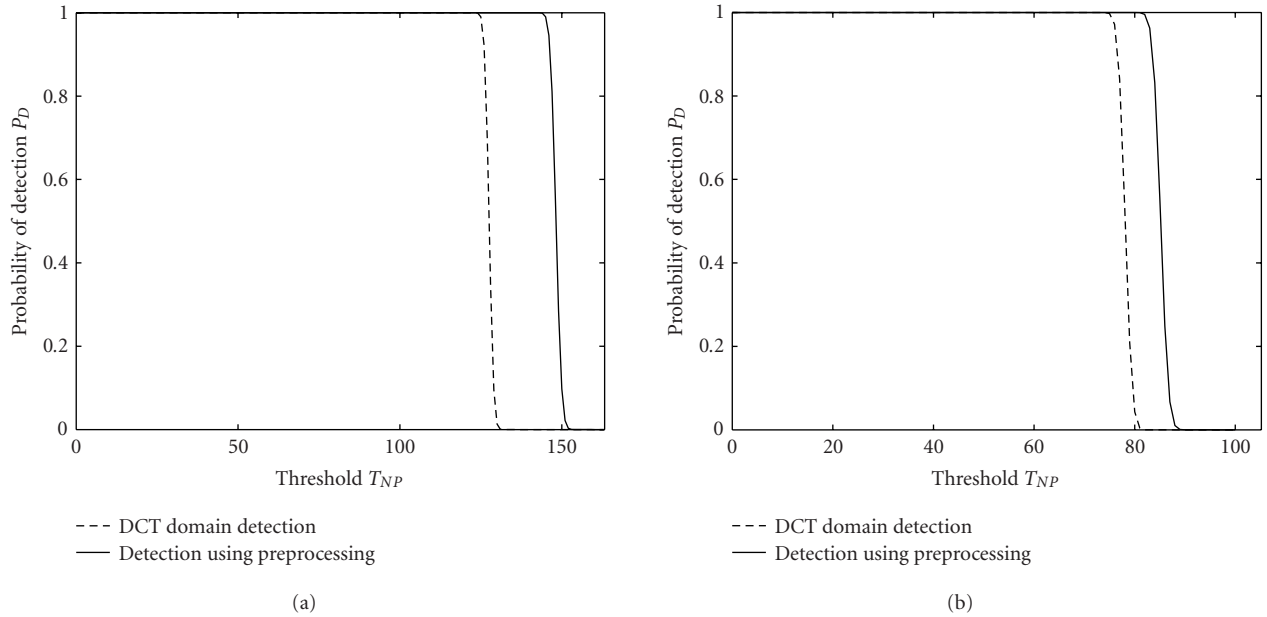 1
0.8
0.6
0.4
0.2
0
Probability of detection P_D
0 50 100 150
Threshold T_NP
DCT domain detection
Detection using preprocessing
(a)
1
0.8
0.6
0.4
0.2
0
Probability of detection P_D
0 20 40 60 80 100
Threshold T_NP
DCT domain detection
Detection using preprocessing
(b)